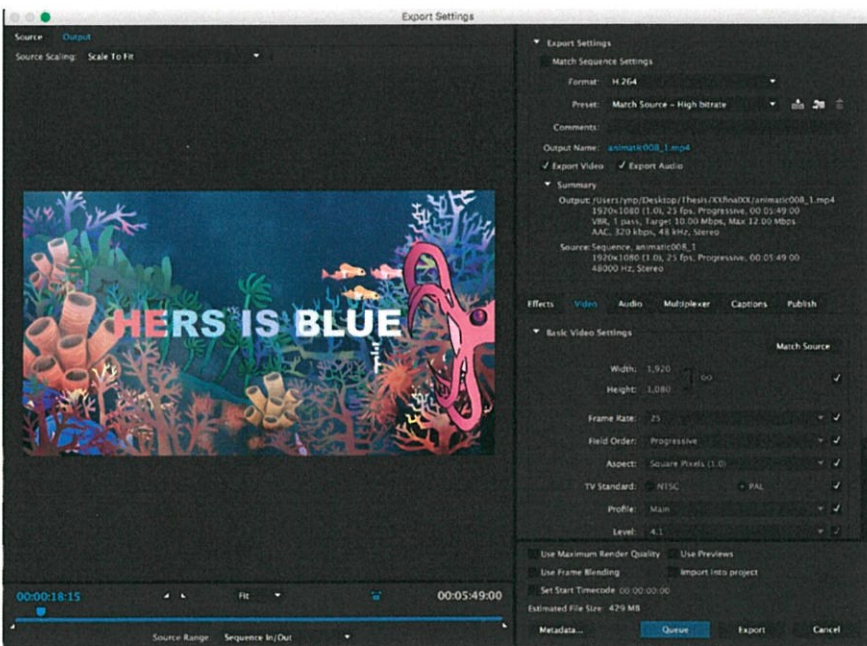 Export Settings
Source Output
Source Scaling: Scale To Fit
HERS IS BLUE
00:00:18:15
Fit
00:05:49:00
Source Range: Sequence In/Out
Export Settings
Match Sequence Settings
Format: H.264
Preset: Match Source – High bitrate
Comments:
Output Name: animatic008_1.mp4
Export Video Export Audio
Summary
Output: /Users/ynp/Desktop/Thesis/XXfinalXX/animatic008_1.mp4
1920x1080 (1.0), 25 fps, Progressive, 00:05:49:00
VBR, 1 pass, Target 10.00 Mbps, Max 12.00 Mbps
AAC, 320 kbps, 48 kHz, Stereo
Source: Sequence, animatic008_1
1920x1080 (1.0), 25 fps, Progressive, 00:05:49:00
48000 Hz, Stereo
Effects Video Audio Multiplexer Captions Publish
Basic Video Settings
Match Source
Width: 1,920
Height: 1,080
Frame Rate: 25
Field Order: Progressive
Aspect: Square Pixels (1.0)
TV Standard: NTSC PAL
Profile: Main
Level: 4.1
Use Maximum Render Quality Use Previews
Use Frame Blending Import into project
Set Start Timecode 00:00:00:00
Estimated File Size: 429 MB
Metadata... Queue Export Cancel